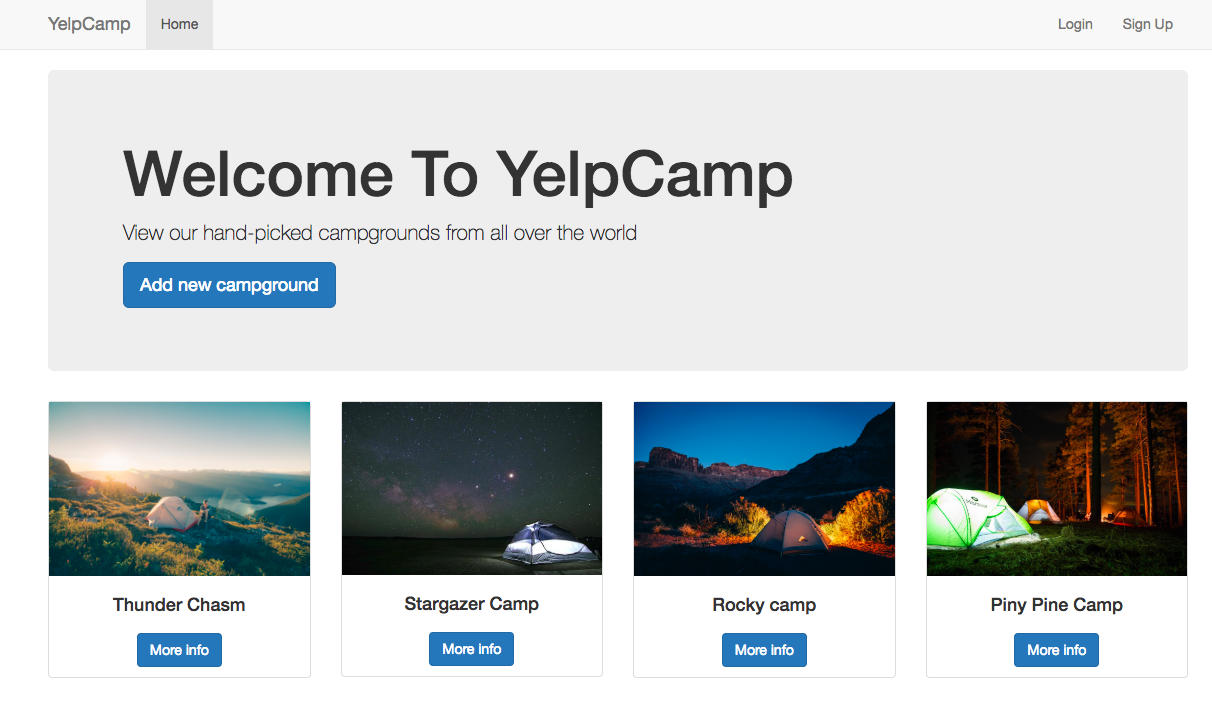 YelpCamp Home Login Sign Up
Welcome To YelpCamp
View our hand-picked campgrounds from all over the world
Add new campground
Thunder Chasm
More info
Stargazer Camp
More info
Rocky camp
More info
Piny Pine Camp
More info